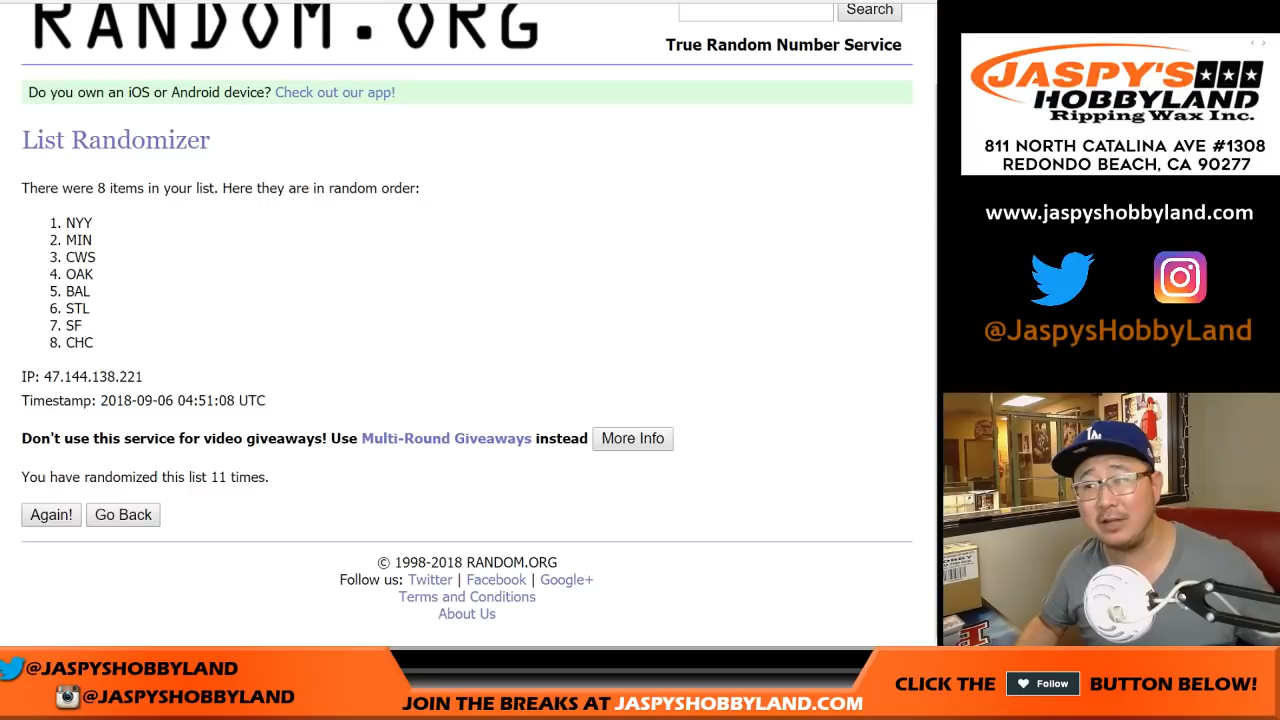 RANDOM.ORG
Search
True Random Number Service
Do you own an iOS or Android device? Check out our app!
List Randomizer
There were 8 items in your list. Here they are in random order:
1. NYY
2. MIN
3. CWS
4. OAK
5. BAL
6. STL
7. SF
8. CHC
IP: 47.144.138.221
Timestamp: 2018-09-06 04:51:08 UTC
Don't use this service for video giveaways! Use Multi-Round Giveaways instead More Info
You have randomized this list 11 times.
Again! Go Back
© 1998-2018 RANDOM.ORG
Follow us: Twitter | Facebook | Google+
Terms and Conditions
About Us
JASPY'S
HOBBYLAND
Ripping Wax Inc.
811 NORTH CATALINA AVE #1308
REDONDO BEACH, CA 90277
www.jaspyshobbyland.com
@JaspysHobbyLand
LA
@JASPYSHOBBYLAND
@JASPYSHOBBYLAND
JOIN THE BREAKS AT JASPYSHOBBYLAND.COM
CLICK THE Follow BUTTON BELOW!